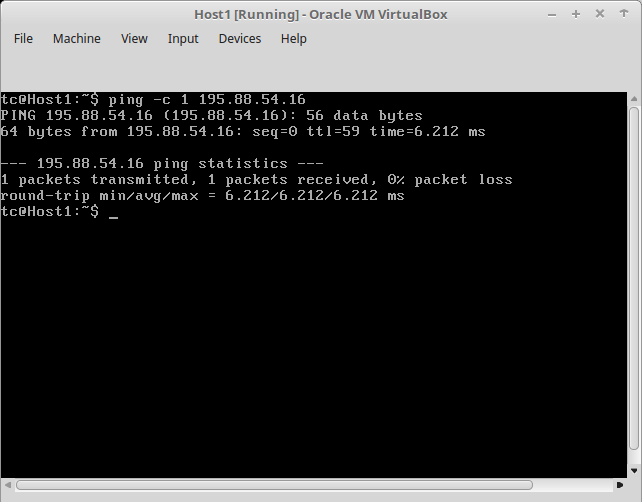 Host1 [Running] - Oracle VM VirtualBox
File Machine View Input Devices Help
tc@Host1:~$ ping -c 1 195.88.54.16
PING 195.88.54.16 (195.88.54.16): 56 data bytes
64 bytes from 195.88.54.16: seq=0 ttl=59 time=6.212 ms
--- 195.88.54.16 ping statistics ---
1 packets transmitted, 1 packets received, 0% packet loss
round-trip min/avg/max = 6.212/6.212/6.212 ms
tc@Host1:~$ _